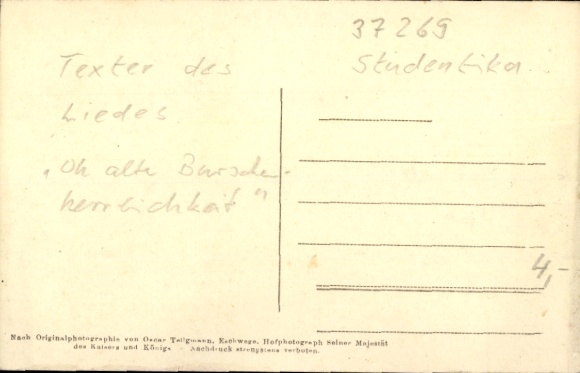 37269
Studentika
Texter des
Liedes
„Oh alte Burschen-
herrlichkeit"
4,-
Nach Originalphotographie von Oscar Tellgmann, Eschwege, Hofphotograph Seiner Majestät
des Kaisers und Königs - Nachdruck strengstens verboten.